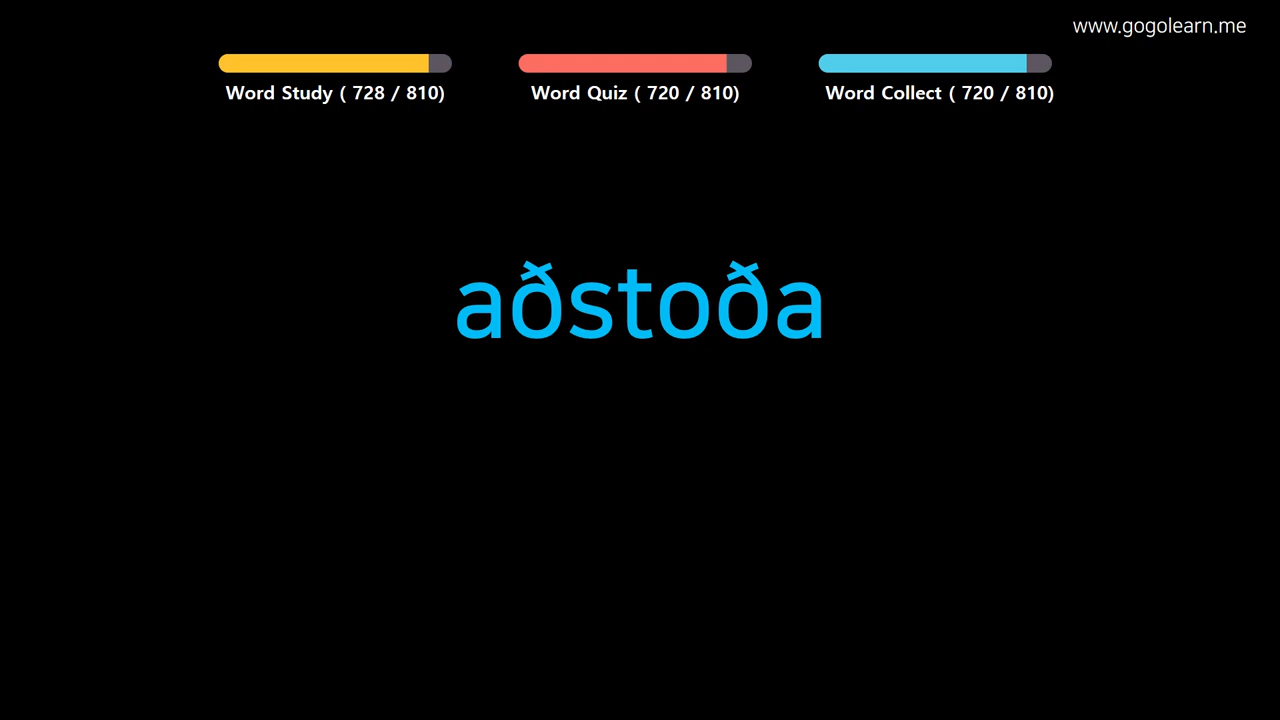 www.gogolearn.me
Word Study ( 728 / 810)
Word Quiz ( 720 / 810)
Word Collect ( 720 / 810)
aðstoða